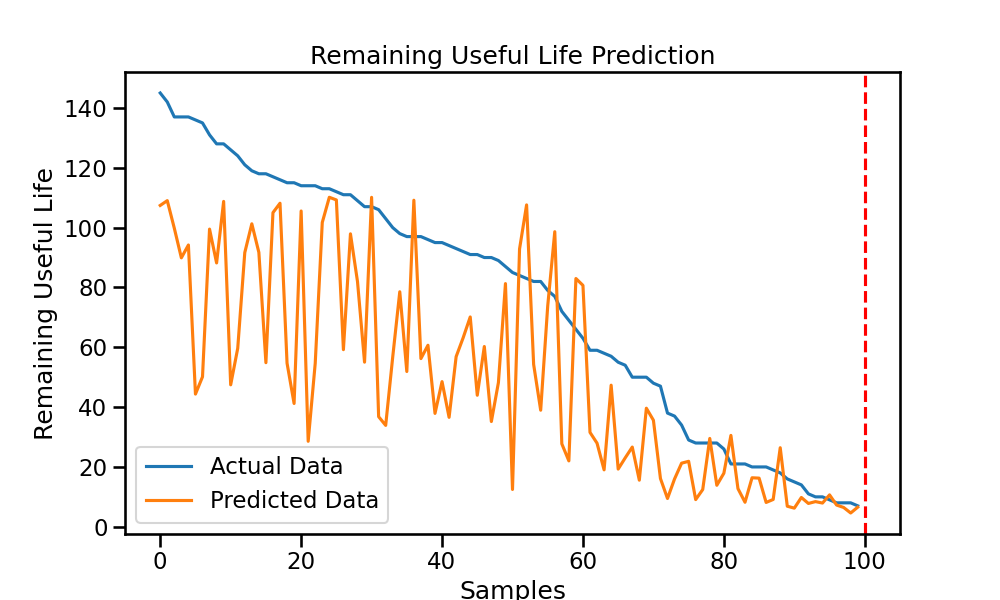 Remaining Useful Life Prediction
Remaining Useful Life
140
120
100
80
60
40
20
0
Actual Data
Predicted Data
0 20 40 60 80 100
Samples